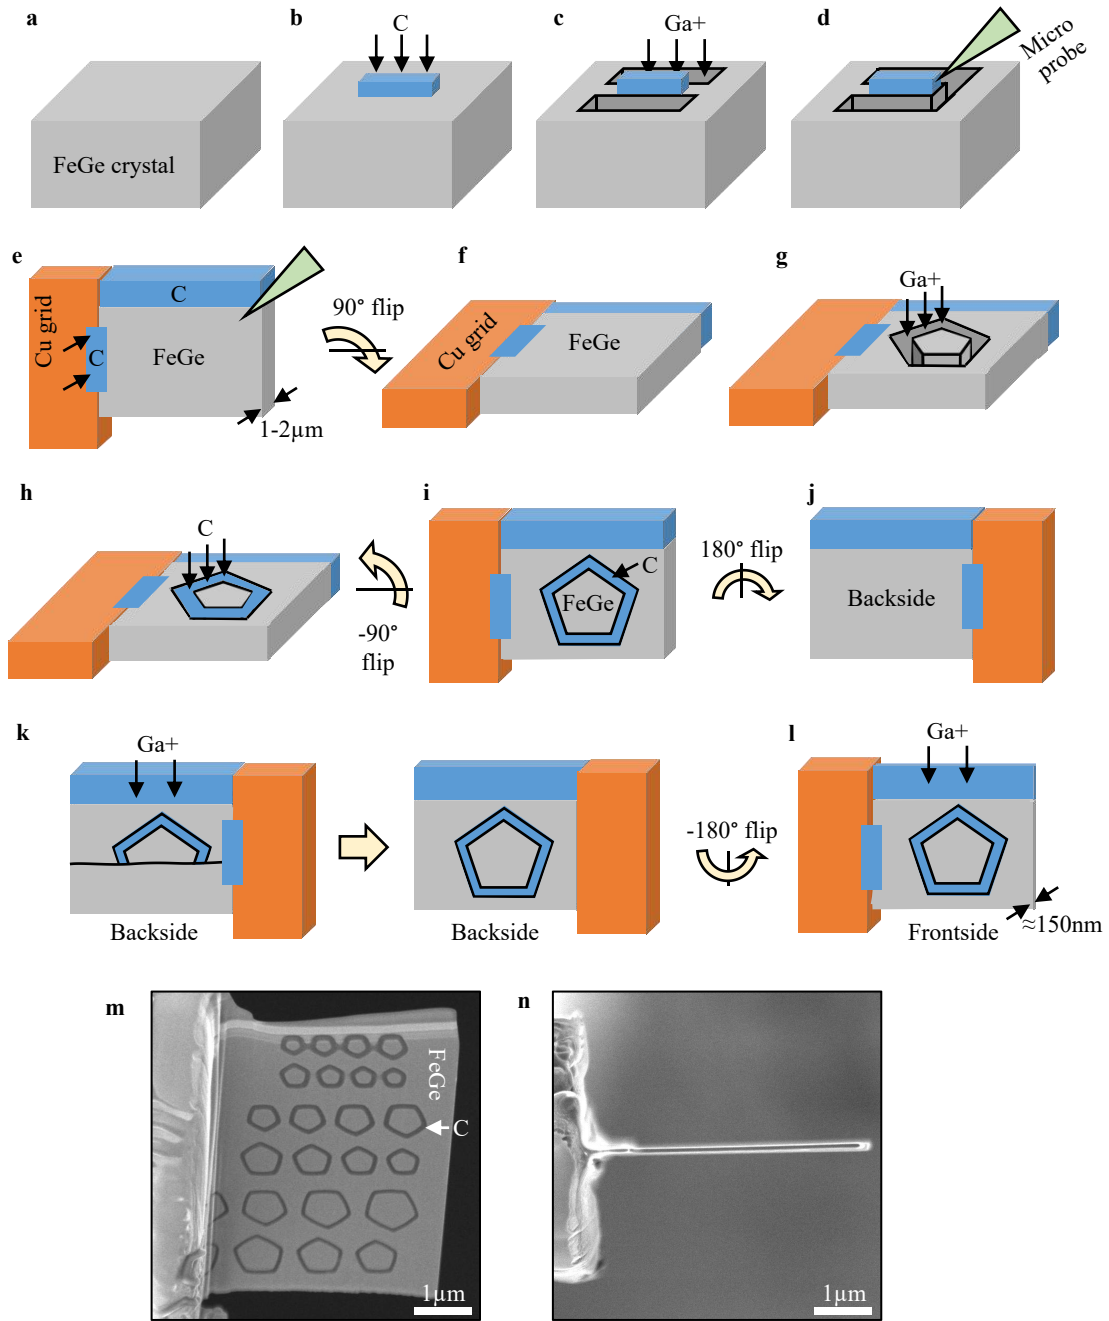 a
b
c
d
C
Ga+
Micro
probe
FeGe crystal
e
f
g
C
Cu grid
C
FeGe
1-2µm
90° flip
Cu grid
FeGe
Ga+
h
i
j
C
-90°
flip
C
FeGe
180° flip
Backside
k
l
Ga+
Backside
Backside
-180° flip
Ga+
Frontside
≈150nm
m
n
FeGe
C
1µm
1µm